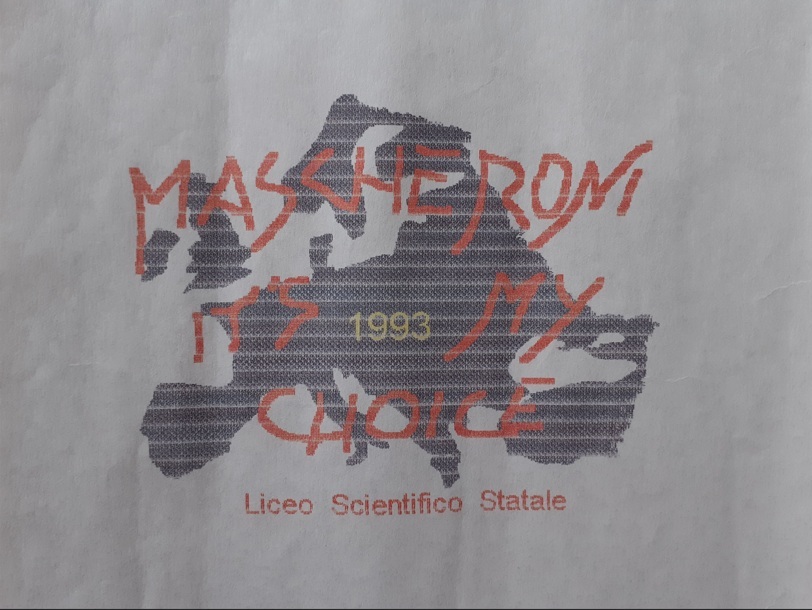 MASCHERONI
IT'S MY
1993
CHOICE
Liceo Scientifico Statale